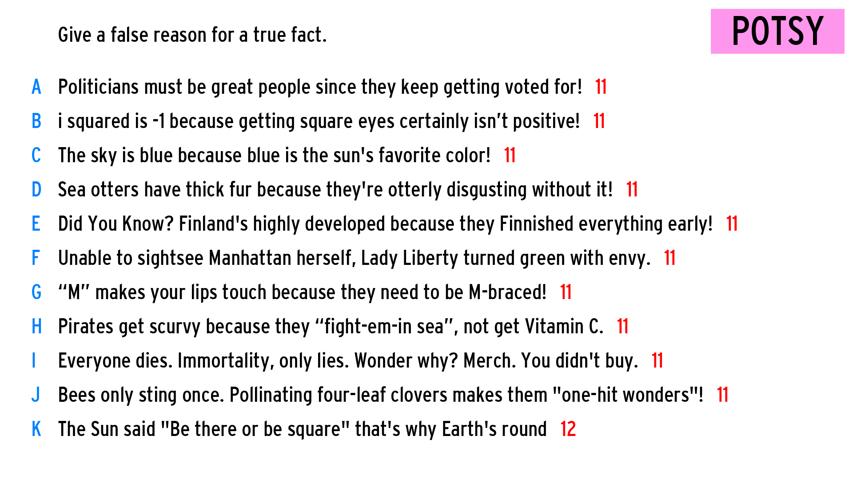 POTSY
Give a false reason for a true fact.
A Politicians must be great people since they keep getting voted for! 11
B i squared is -1 because getting square eyes certainly isn’t positive! 11
C The sky is blue because blue is the sun's favorite color! 11
D Sea otters have thick fur because they're otterly disgusting without it! 11
E Did You Know? Finland's highly developed because they Finnished everything early! 11
F Unable to sightsee Manhattan herself, Lady Liberty turned green with envy. 11
G “M” makes your lips touch because they need to be M-braced! 11
H Pirates get scurvy because they “fight-em-in sea”, not get Vitamin C. 11
I Everyone dies. Immortality, only lies. Wonder why? Merch. You didn't buy. 11
J Bees only sting once. Pollinating four-leaf clovers makes them "one-hit wonders"! 11
K The Sun said "Be there or be square" that's why Earth's round 12